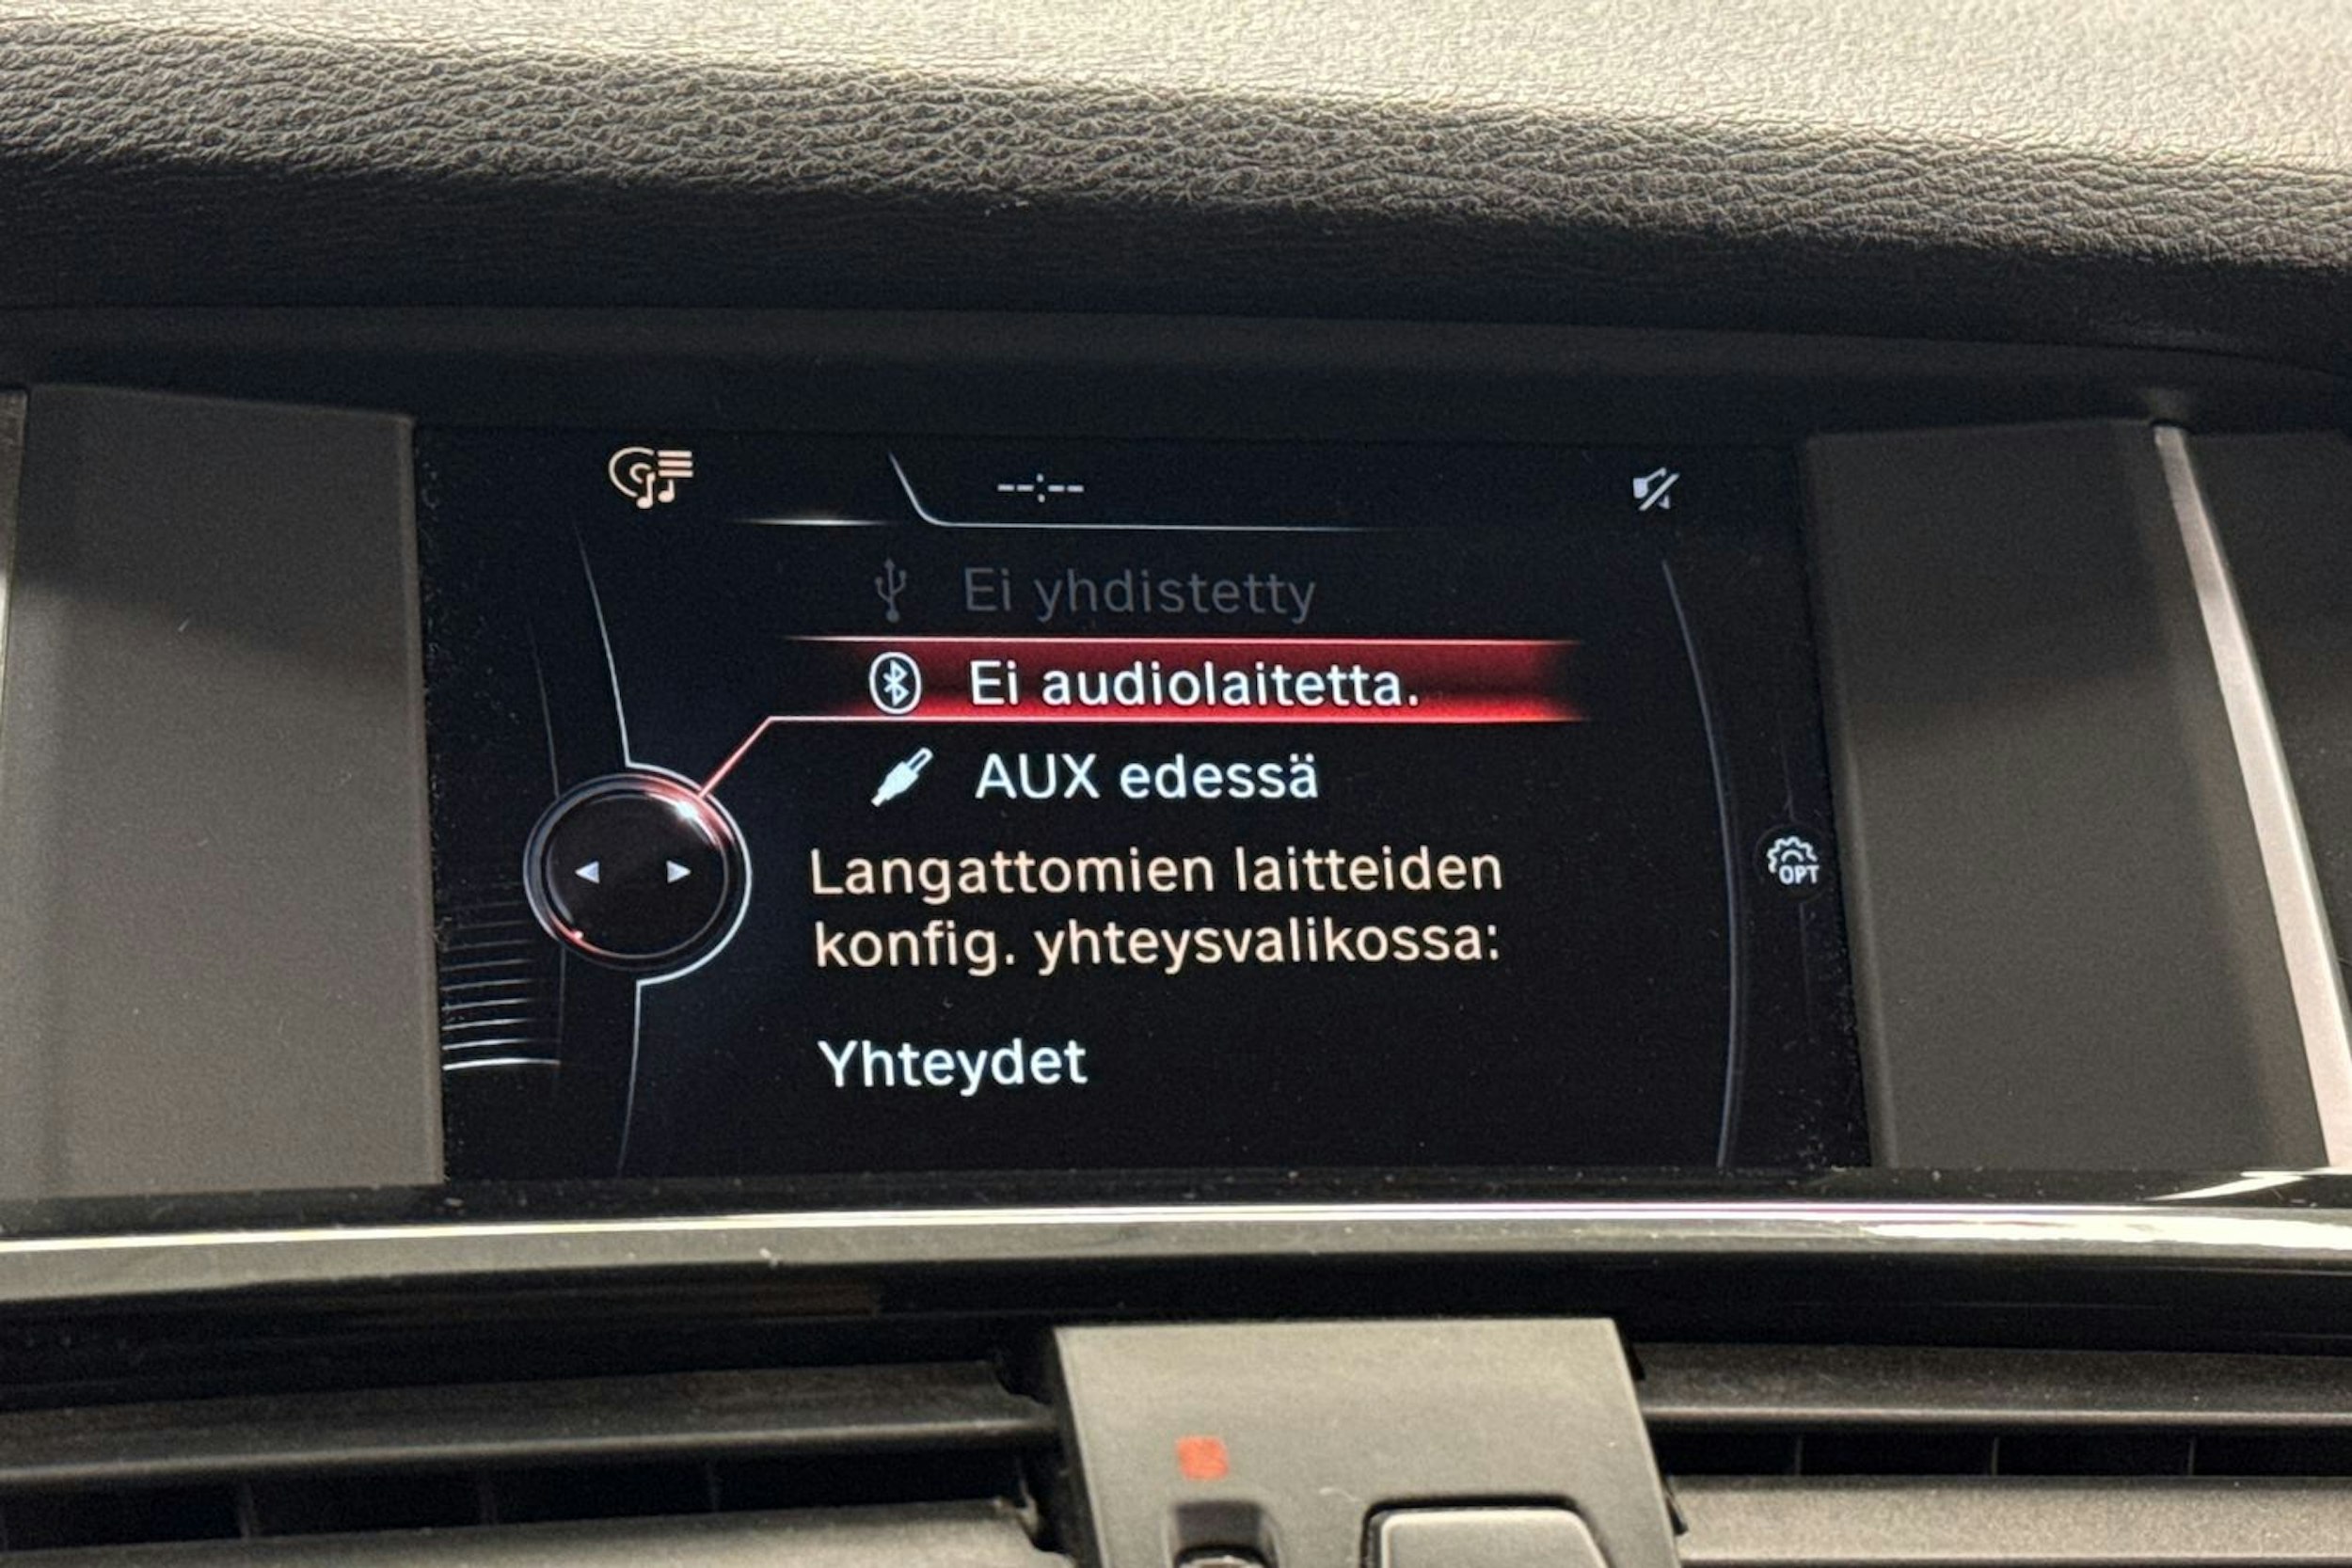 --:--
Ei yhdistetty
Ei audiolaitetta.
AUX edessä
Langattomien laitteiden
konfig. yhteysvalikossa:
OPT
Yhteydet